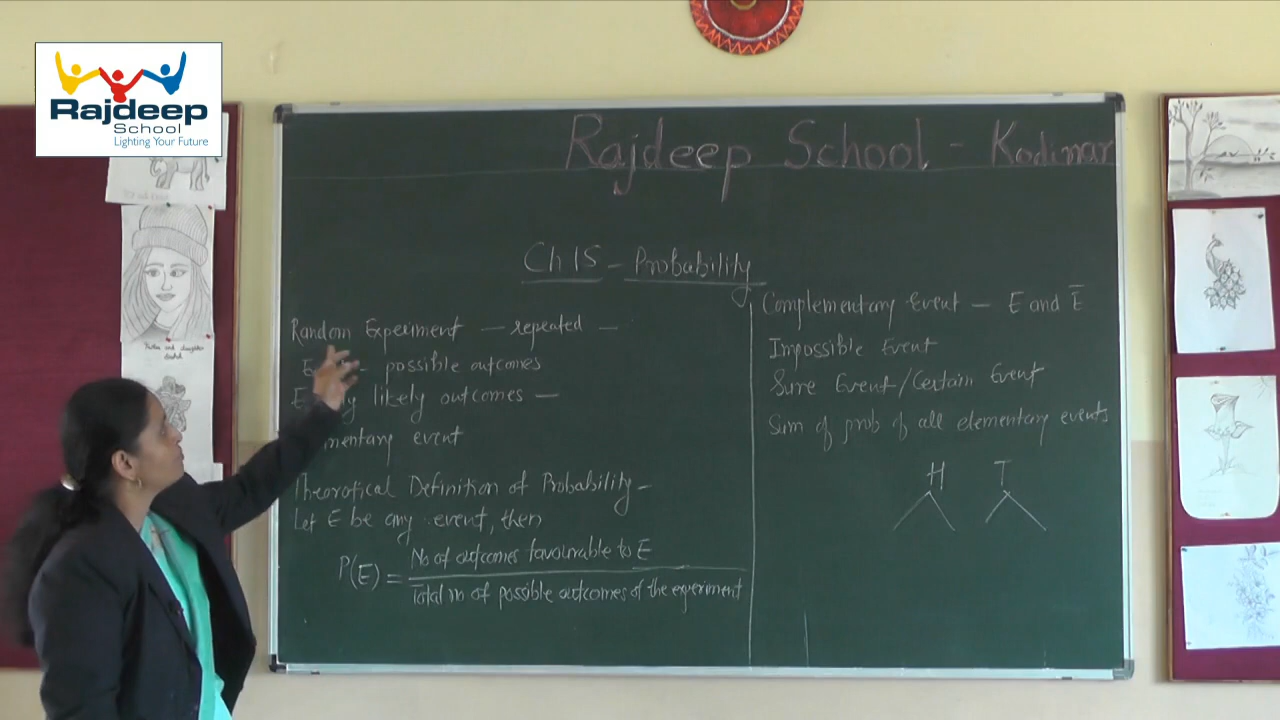 Rajdeep
School
Lighting Your Future
Rajdeep School - Kodinar
Ch 15 - Probability
Random Experiment - repeated -
possible outcomes
likely outcomes -
mentary event
Theorotical Definition of Probability -
Let E be any event, then
P(E) = No of outcomes favourable to E
Total no of possible outcomes of the experiment
Complementary Event - E and E̅
Impossible Event
Sure Event/Certain Event
Sum of prob of all elementary events
H T